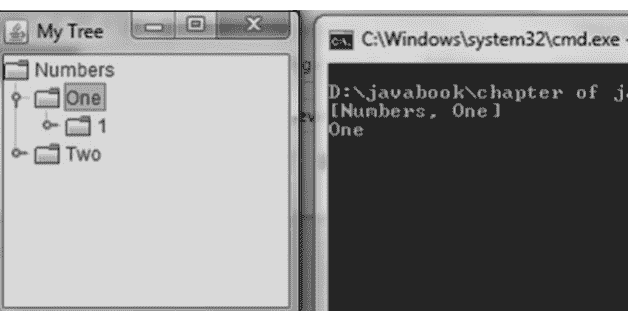 My Tree
Numbers
One
1
Two
C:\Windows\system32\cmd.exe
D:\javabook\chapter of j
[Numbers, One]
One